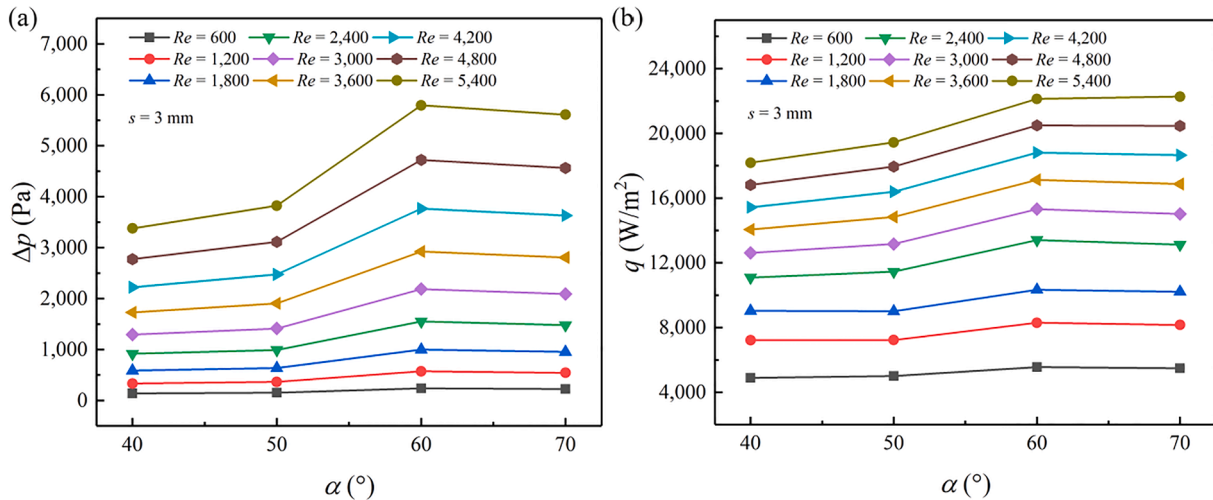 (a)
Re = 600 Re = 2,400 Re = 4,200
Re = 1,200 Re = 3,000 Re = 4,800
Re = 1,800 Re = 3,600 Re = 5,400
s = 3 mm
7,000
6,000
5,000
4,000
3,000
2,000
1,000
0
Δp (Pa)
40 50 60 70
α (°)
(b)
Re = 600 Re = 2,400 Re = 4,200
Re = 1,200 Re = 3,000 Re = 4,800
Re = 1,800 Re = 3,600 Re = 5,400
s = 3 mm
24,000
20,000
16,000
12,000
8,000
4,000
q (W/m²)
40 50 60 70
α (°)